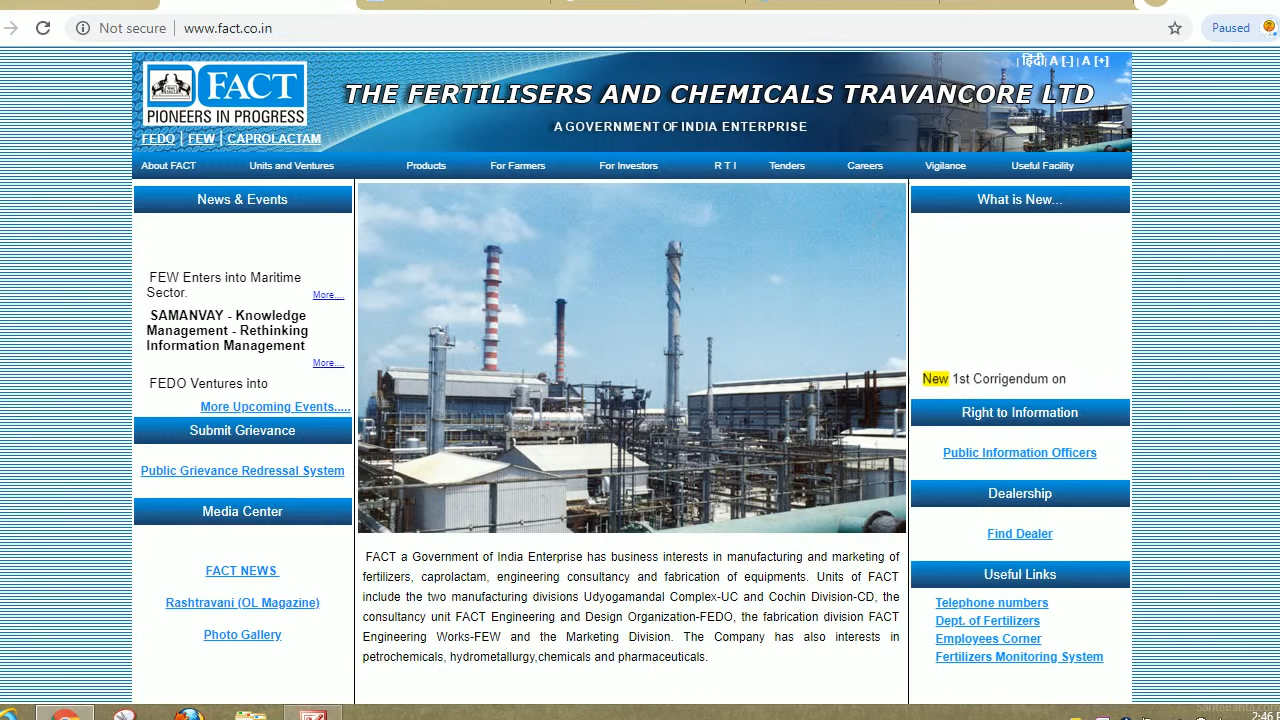 Not secure | www.fact.co.in
Paused
| हिंदी | A [-] | A [+]
FACT
PIONEERS IN PROGRESS
THE FERTILISERS AND CHEMICALS TRAVANCORE LTD
A GOVERNMENT OF INDIA ENTERPRISE
FEDO | FEW | CAPROLACTAM
About FACT Units and Ventures Products For Farmers For Investors R T I Tenders Careers Vigilance Useful Facility
News & Events
FEW Enters into Maritime
Sector.
More....
SAMANVAY - Knowledge
Management - Rethinking
Information Management
More....
FEDO Ventures into
More Upcoming Events.....
Submit Grievance
Public Grievance Redressal System
Media Center
FACT NEWS
Rashtravani (OL Magazine)
Photo Gallery
FACT a Government of India Enterprise has business interests in manufacturing and marketing of
fertilizers, caprolactam, engineering consultancy and fabrication of equipments. Units of FACT
include the two manufacturing divisions Udyogamandal Complex-UC and Cochin Division-CD, the
consultancy unit FACT Engineering and Design Organization-FEDO, the fabrication division FACT
Engineering Works-FEW and the Marketing Division. The Company has also interests in
petrochemicals, hydrometallurgy,chemicals and pharmaceuticals.
What is New...
New 1st Corrigendum on
Right to Information
Public Information Officers
Dealership
Find Dealer
Useful Links
Telephone numbers
Dept. of Fertilizers
Employees Corner
Fertilizers Monitoring System
2:46